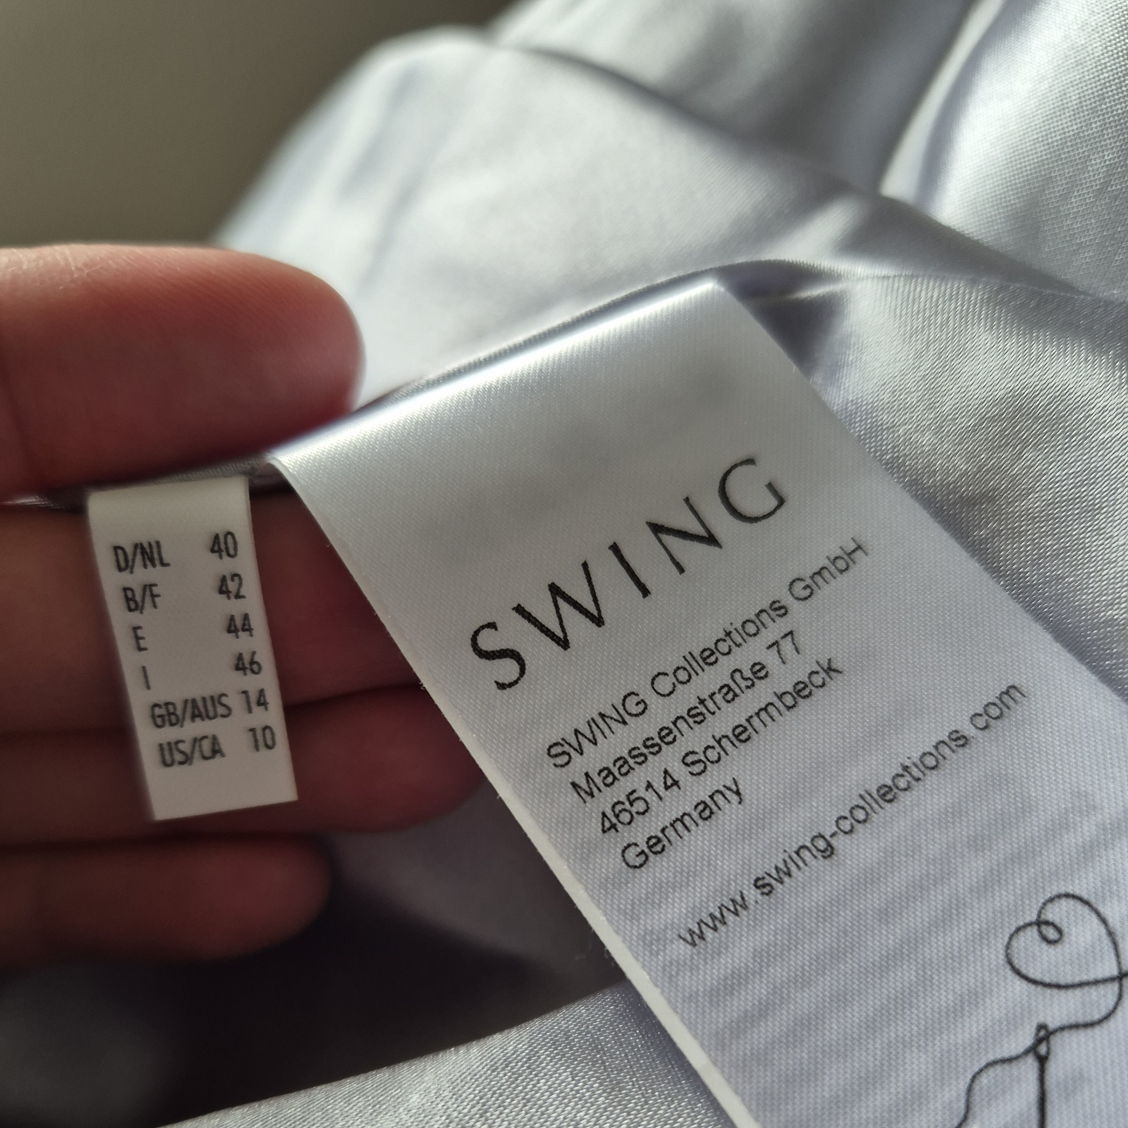 D/NL 40
B/F 42
E 44
I 46
GB/AUS 14
US/CA 10
SWING
SWING Collections GmbH
Maassenstraße 77
46514 Schermbeck
Germany
www.swing-collections.com